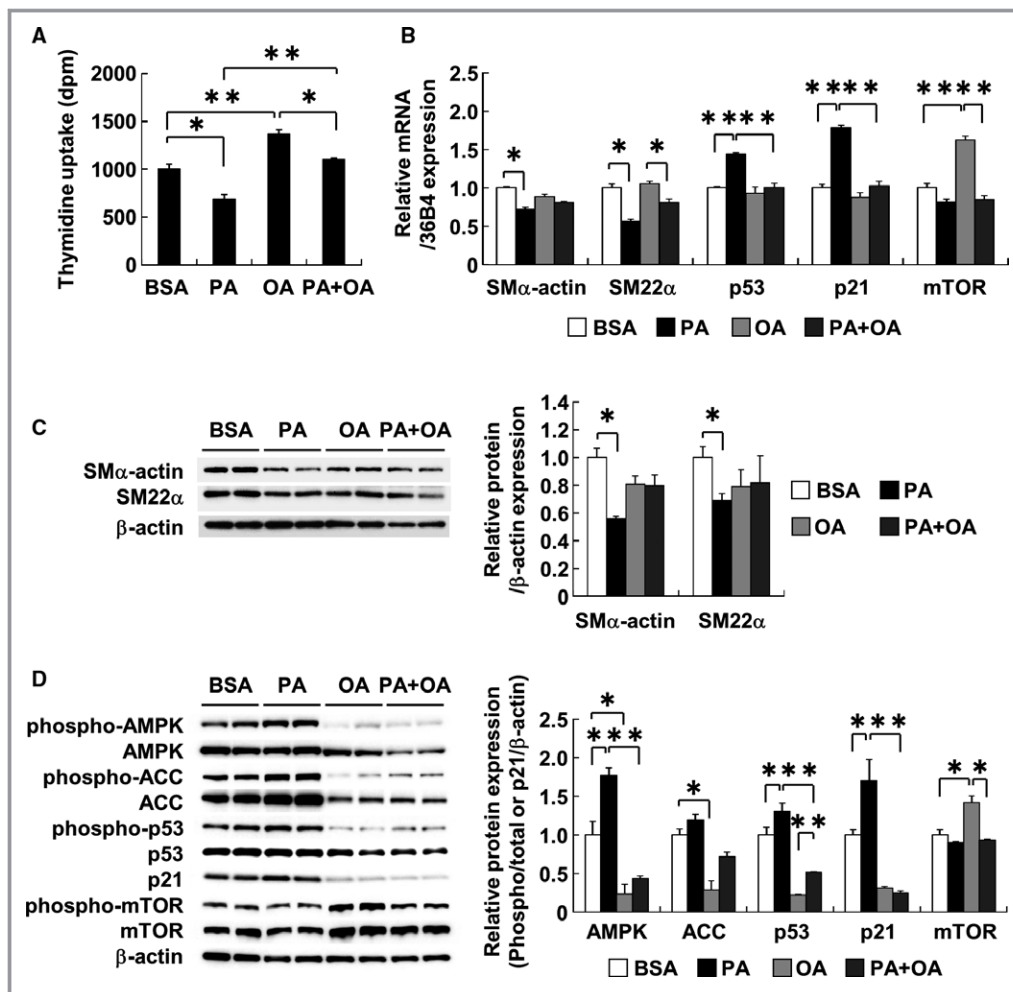 A
Thymidine uptake (dpm)
2000
1500
1000
500
0
** 
**
*
*
BSA PA OA PA+OA
B
Relative mRNA
/36B4 expression
2.5
2.0
1.5
1.0
0.5
0
*
* *
****
****
****
SMα-actin SM22α p53 p21 mTOR
BSA PA OA PA+OA
C
BSA PA OA PA+OA
SMα-actin
SM22α
β-actin
Relative protein
/β-actin expression
1.4
1.2
1.0
0.8
0.6
0.4
0.2
0
*
*
SMα-actin SM22α
BSA PA
OA PA+OA
D
BSA PA OA PA+OA
phospho-AMPK
AMPK
phospho-ACC
ACC
phospho-p53
p53
p21
phospho-mTOR
mTOR
β-actin
Relative protein expression
(Phospho/total or p21/β-actin)
2.5
2.0
1.5
1.0
0.5
0
*
***
*
***
**
***
**
AMPK ACC p53 p21 mTOR
BSA PA OA PA+OA